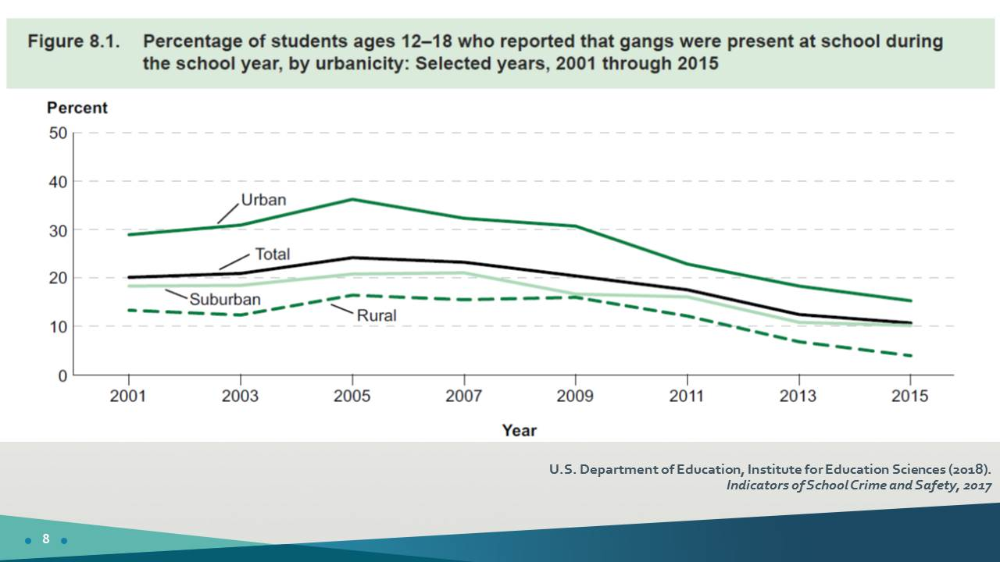 Figure 8.1. Percentage of students ages 12–18 who reported that gangs were present at school during
the school year, by urbanicity: Selected years, 2001 through 2015
Percent
50
40
Urban
30
Total
20
Suburban
Rural
10
0
2001 2003 2005 2007 2009 2011 2013 2015
Year
U.S. Department of Education, Institute for Education Sciences (2018).
Indicators of School Crime and Safety, 2017
8